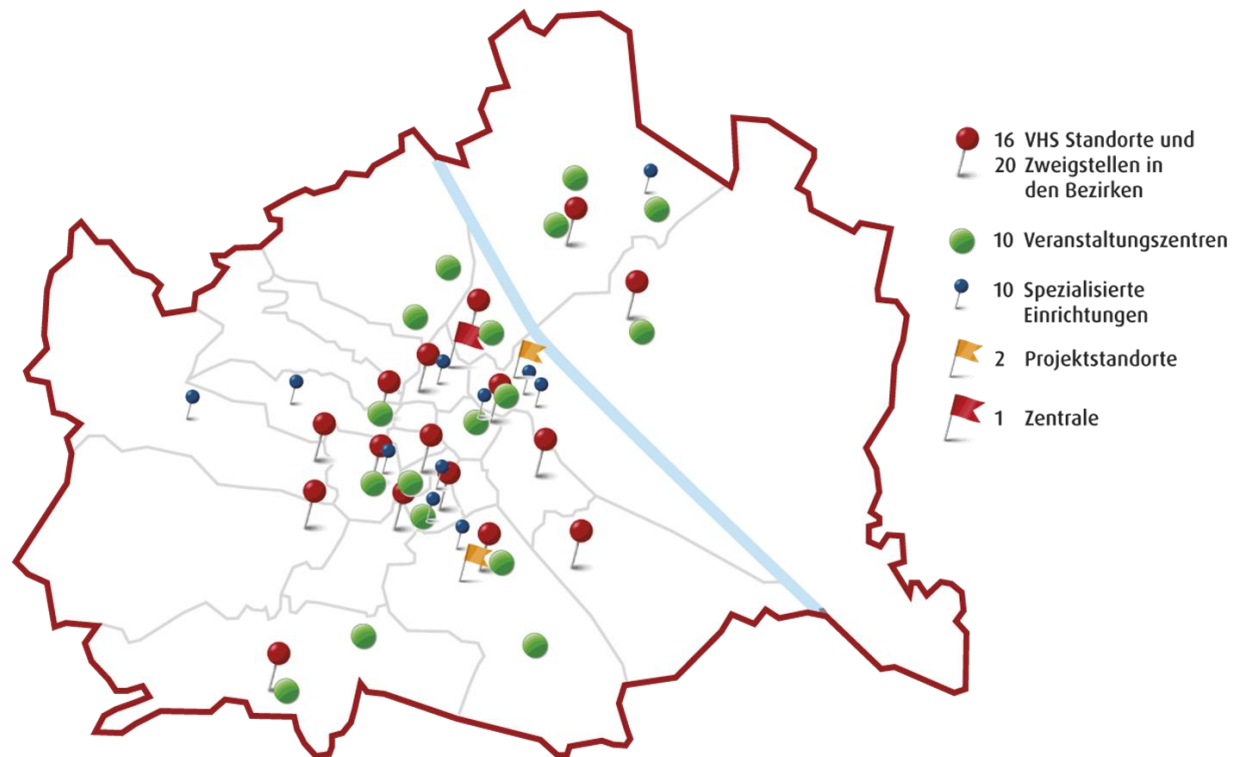 16 VHS Standorte und
20 Zweigstellen in
den Bezirken
10 Veranstaltungszentren
10 Spezialisierte
Einrichtungen
2 Projektstandorte
1 Zentrale